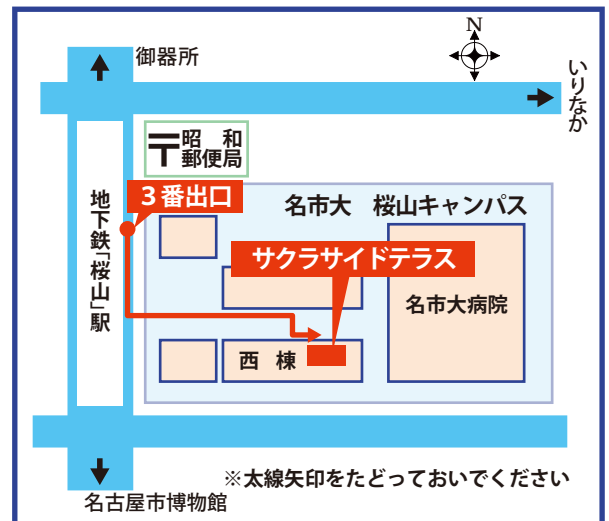 御器所
N
いりなか
〒昭　和
郵便局
3番出口
名市大　桜山キャンパス
地下鉄「桜山」駅
サクラサイドテラス
名市大病院
西　棟
※太線矢印をたどっておいでください
名古屋市博物館